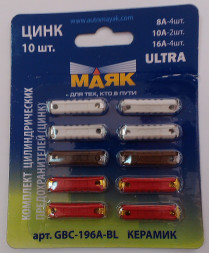 www.automayak.com
ЦИНК
10 шт.
8А-4шт.
10А-2шт.
16А-4шт.
ULTRA
МАЯК
- ДЛЯ ТЕХ, КТО В ПУТИ
КОМПЛЕКТ ЦИЛИНДРИЧЕСКИХ
ПРЕДОХРАНИТЕЛЕЙ (ЦИНК)
арт. GBC-196A-BL КЕРАМИК